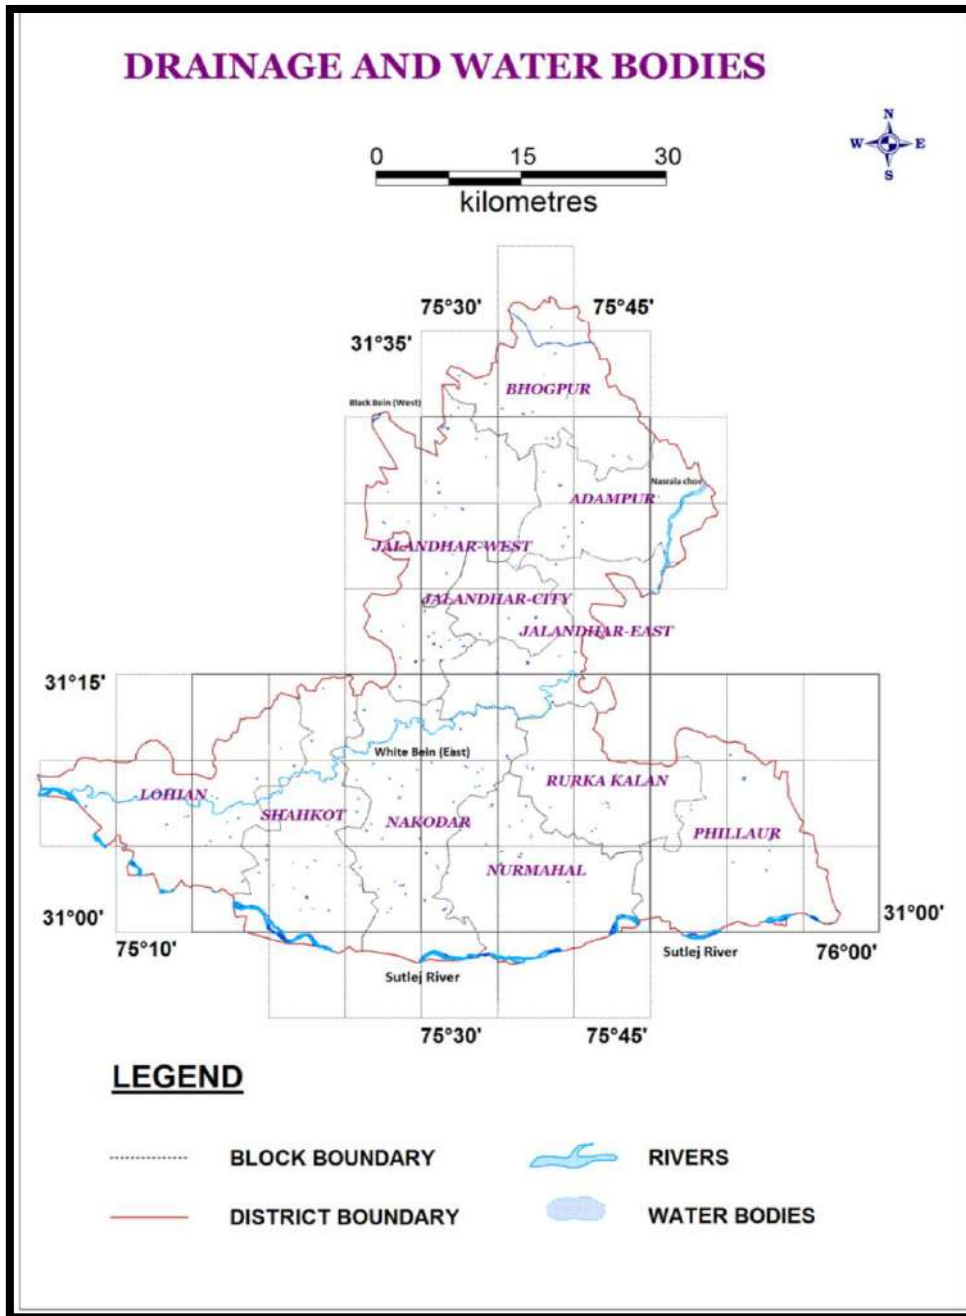 DRAINAGE AND WATER BODIES
N
W E
S
0 15 30
kilometres
75°30' 75°45'
31°35'
BHOGPUR
Black Bein (West)
Nasrala choe
ADAMPUR
JALANDHAR-WEST
JALANDHAR-CITY
JALANDHAR-EAST
31°15'
White Bein (East)
RURKA KALAN
LOHIAN
SHAHKOT
NAKODAR
PHILLAUR
NURMAHAL
31°00' 31°00'
75°10' Sutlej River 76°00'
Sutlej River
75°30' 75°45'
LEGEND
BLOCK BOUNDARY RIVERS
DISTRICT BOUNDARY WATER BODIES